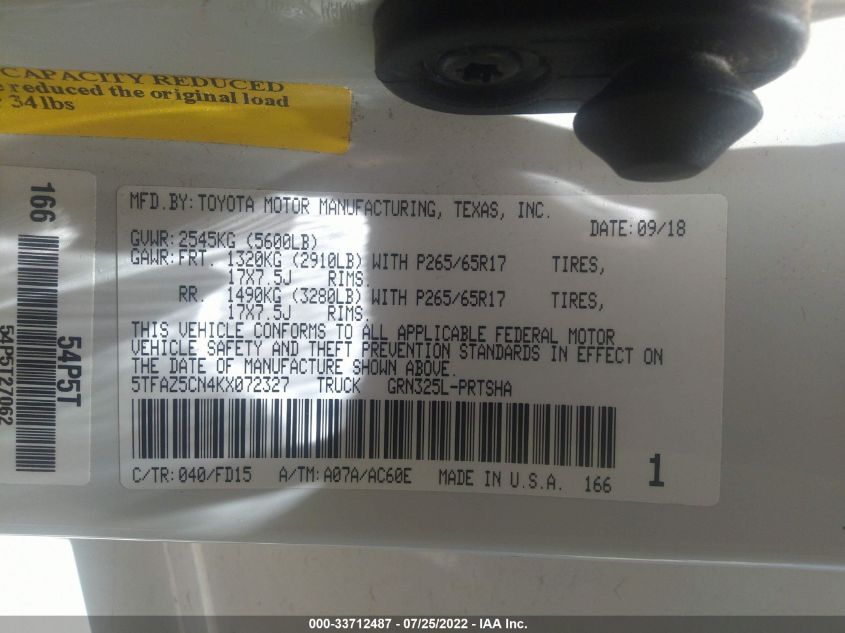 CAPACITY REDUCED
reduced the original load
34lbs
166
54P5T
54P5T27062
MFD.BY:TOYOTA MOTOR MANUFACTURING, TEXAS, INC.
DATE:09/18
GVWR:2545KG (5600LB)
GAWR:FRT. 1320KG (2910LB) WITH P265/65R17 TIRES,
17X7.5J RIMS.
RR. 1490KG (3280LB) WITH P265/65R17 TIRES,
17X7.5J RIMS.
THIS VEHICLE CONFORMS TO ALL APPLICABLE FEDERAL MOTOR
VEHICLE SAFETY AND THEFT PREVENTION STANDARDS IN EFFECT ON
THE DATE OF MANUFACTURE SHOWN ABOVE.
5TFAZ5CN4KX072327 TRUCK GRN325L-PRTSHA
C/TR:040/FD15 A/TM:A07A/AC60E MADE IN U.S.A. 166 1
000-33712487 - 07/25/2022 - IAA Inc.